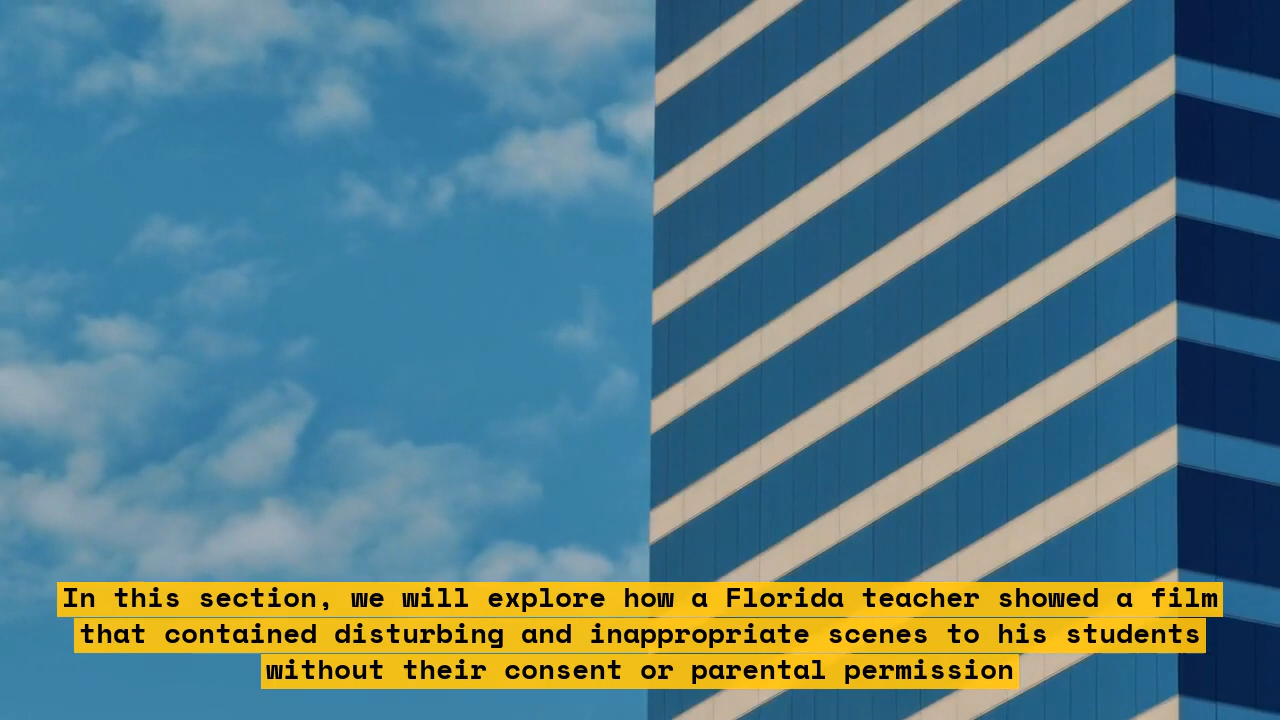 In this section, we will explore how a Florida teacher showed a film
that contained disturbing and inappropriate scenes to his students
without their consent or parental permission